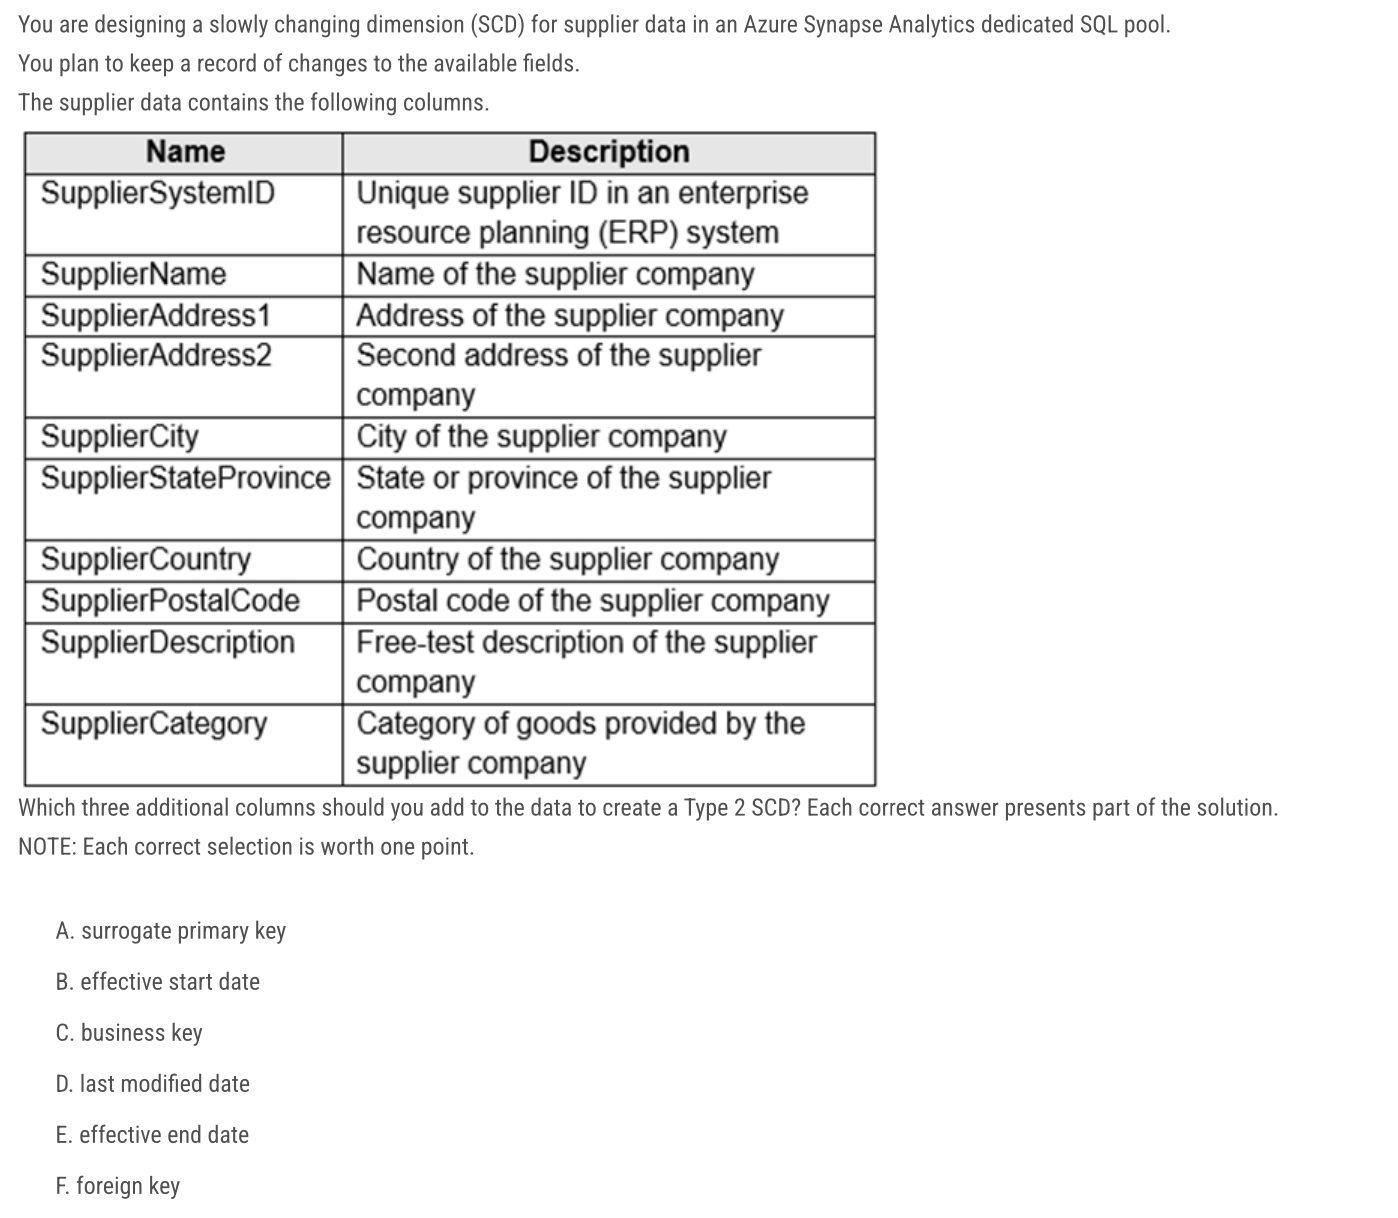 You are designing a slowly changing dimension (SCD) for supplier data in an Azure Synapse Analytics dedicated SQL pool.
You plan to keep a record of changes to the available fields.
The supplier data contains the following columns.
Name Description
SupplierSystemID Unique supplier ID in an enterprise
resource planning (ERP) system
SupplierName Name of the supplier company
SupplierAddress1 Address of the supplier company
SupplierAddress2 Second address of the supplier
company
SupplierCity City of the supplier company
SupplierStateProvince State or province of the supplier
company
SupplierCountry Country of the supplier company
SupplierPostalCode Postal code of the supplier company
SupplierDescription Free-test description of the supplier
company
SupplierCategory Category of goods provided by the
supplier company
Which three additional columns should you add to the data to create a Type 2 SCD? Each correct answer presents part of the solution.
NOTE: Each correct selection is worth one point.
A. surrogate primary key
B. effective start date
C. business key
D. last modified date
E. effective end date
F. foreign key